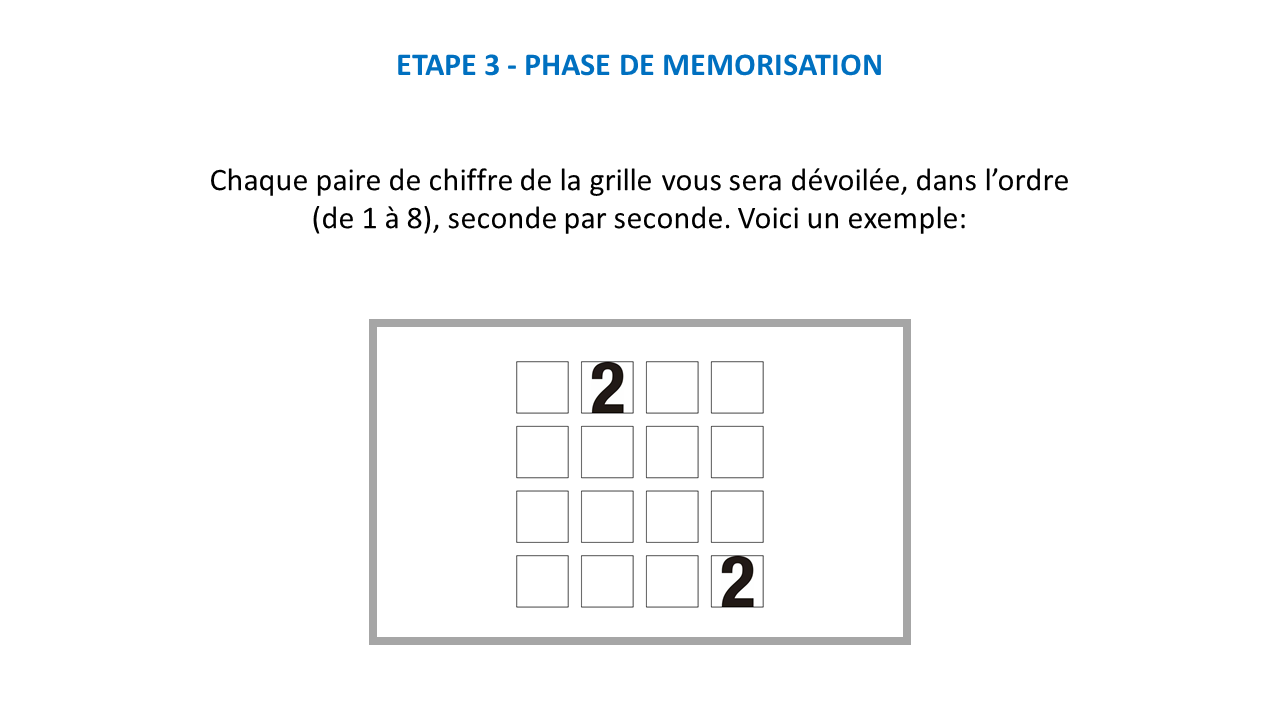 ETAPE 3 - PHASE DE MEMORISATION
Chaque paire de chiffre de la grille vous sera dévoilée, dans l’ordre
(de 1 à 8), seconde par seconde. Voici un exemple:
2
2